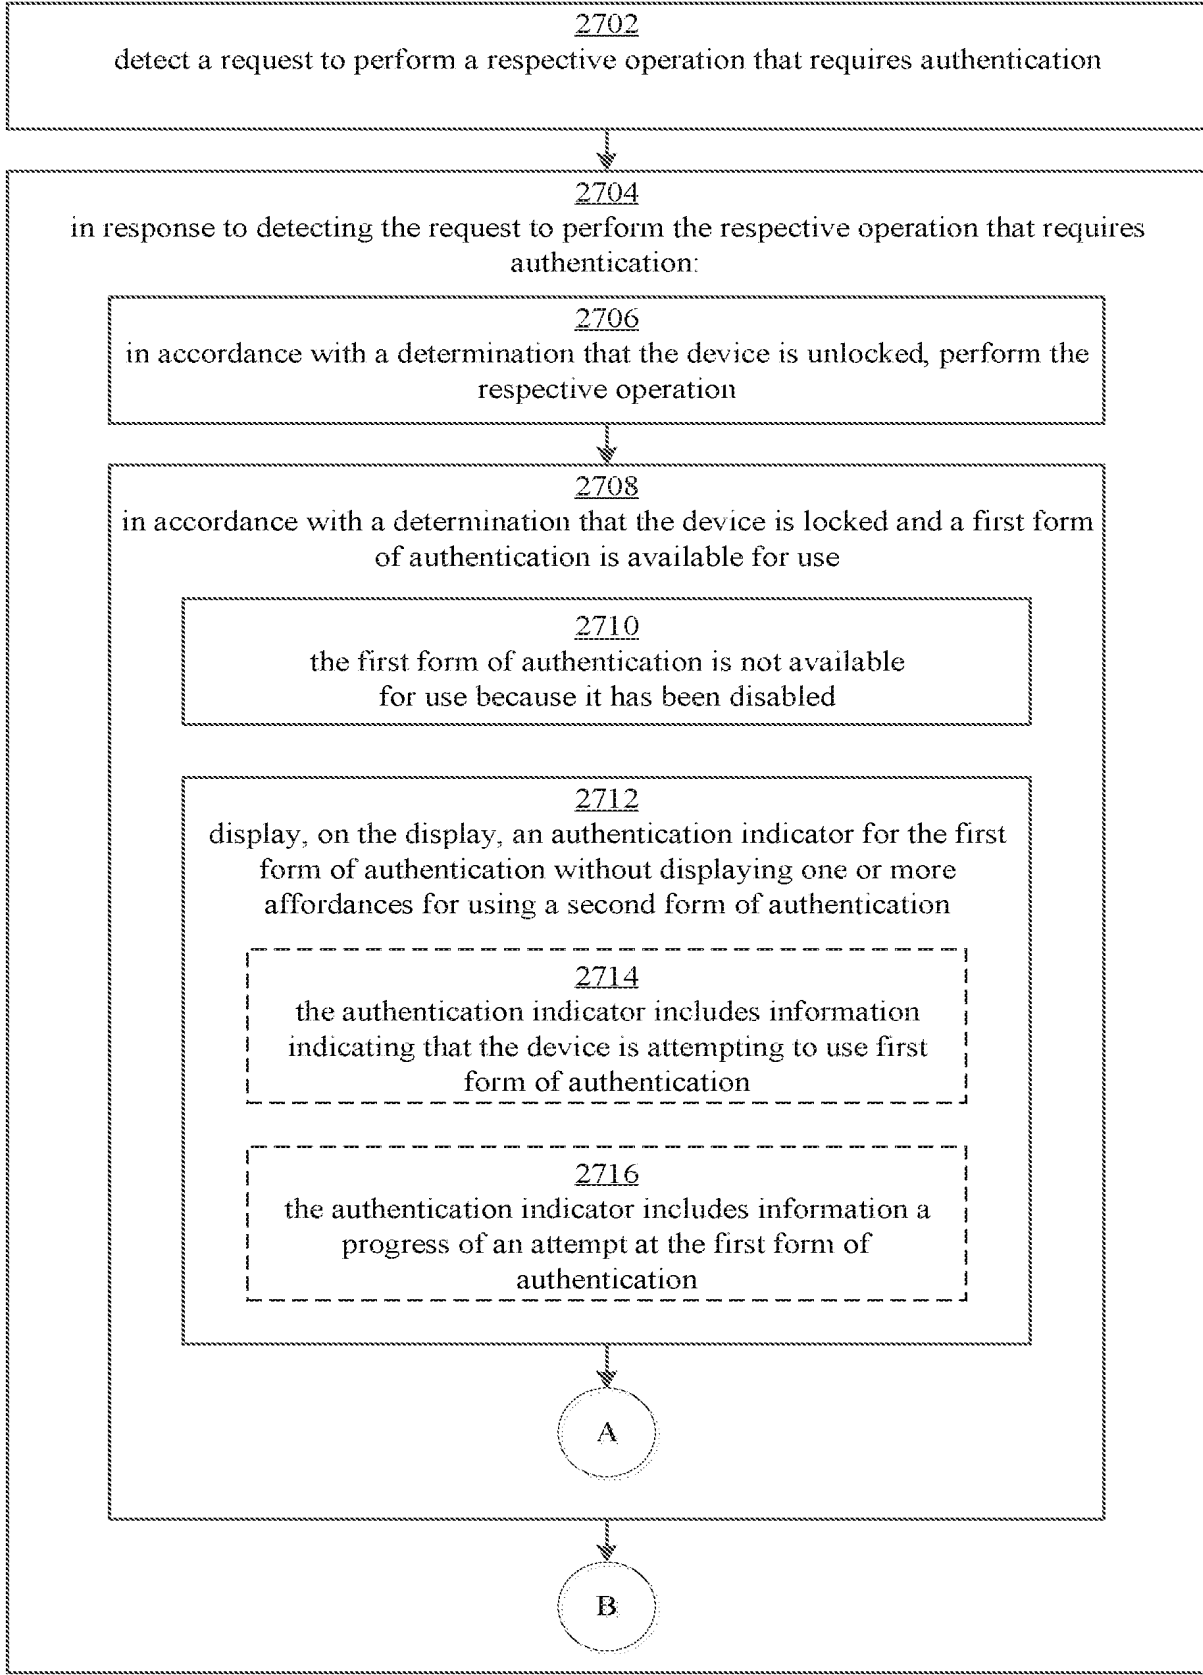 2702
detect a request to perform a respective operation that requires authentication
2704
in response to detecting the request to perform the respective operation that requires
authentication:
2706
in accordance with a determination that the device is unlocked, perform the
respective operation
2708
in accordance with a determination that the device is locked and a first form
of authentication is available for use
2710
the first form of authentication is not available
for use because it has been disabled
2712
display, on the display, an authentication indicator for the first
form of authentication without displaying one or more
affordances for using a second form of authentication
2714
the authentication indicator includes information
indicating that the device is attempting to use first
form of authentication
2716
the authentication indicator includes information a
progress of an attempt at the first form of
authentication
A
B